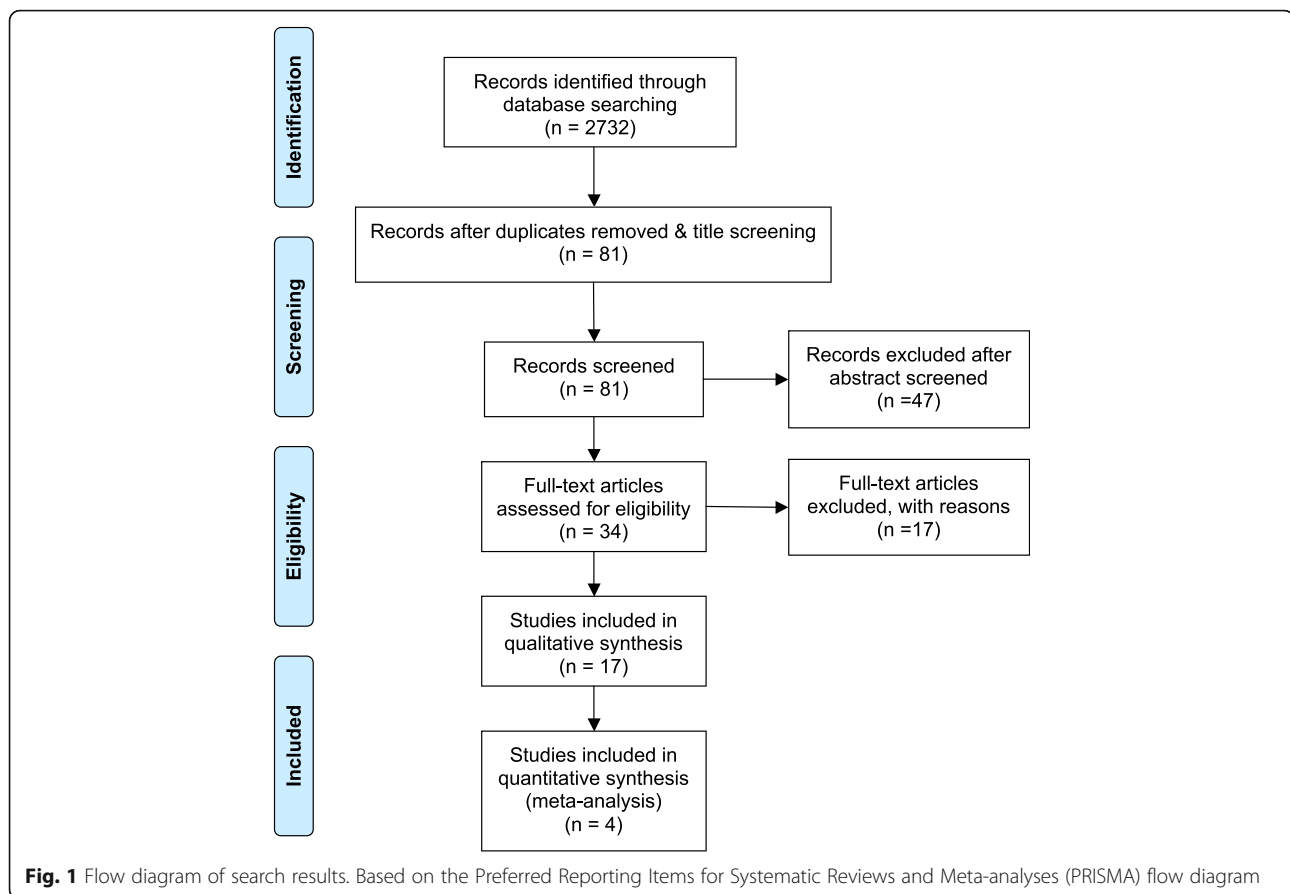 Identification
Records identified through
database searching
(n = 2732)
Records after duplicates removed & title screening
(n = 81)
Screening
Records screened
(n = 81)
Records excluded after
abstract screened
(n =47)
Eligibility
Full-text articles
assessed for eligibility
(n = 34)
Full-text articles
excluded, with reasons
(n =17)
Studies included in
qualitative synthesis
(n = 17)
Included
Studies included in
quantitative synthesis
(meta-analysis)
(n = 4)
Fig. 1 Flow diagram of search results. Based on the Preferred Reporting Items for Systematic Reviews and Meta-analyses (PRISMA) flow diagram